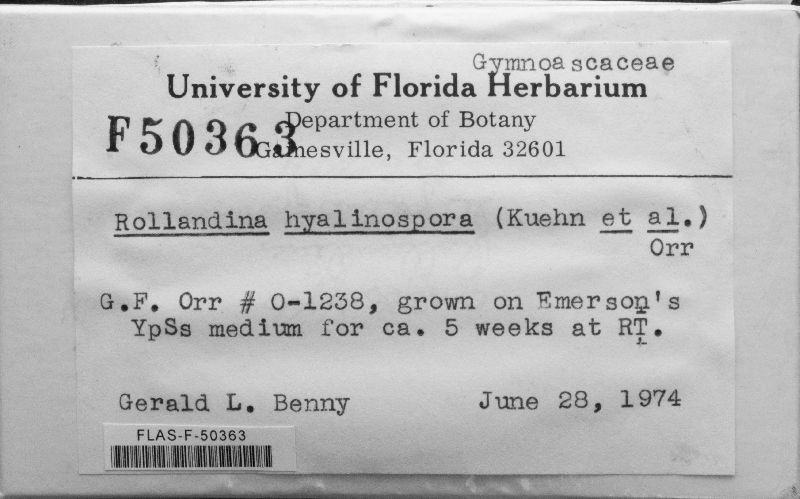 Gymnoascaceae
University of Florida Herbarium
F50363
Department of Botany
Gainesville, Florida 32601
Rollandina hyalinospora (Kuehn et al.)
Orr
G.F. Orr # O-1238, grown on Emerson's
YpSs medium for ca. 5 weeks at RT.
Gerald L. Benny June 28, 1974
FLAS-F-50363